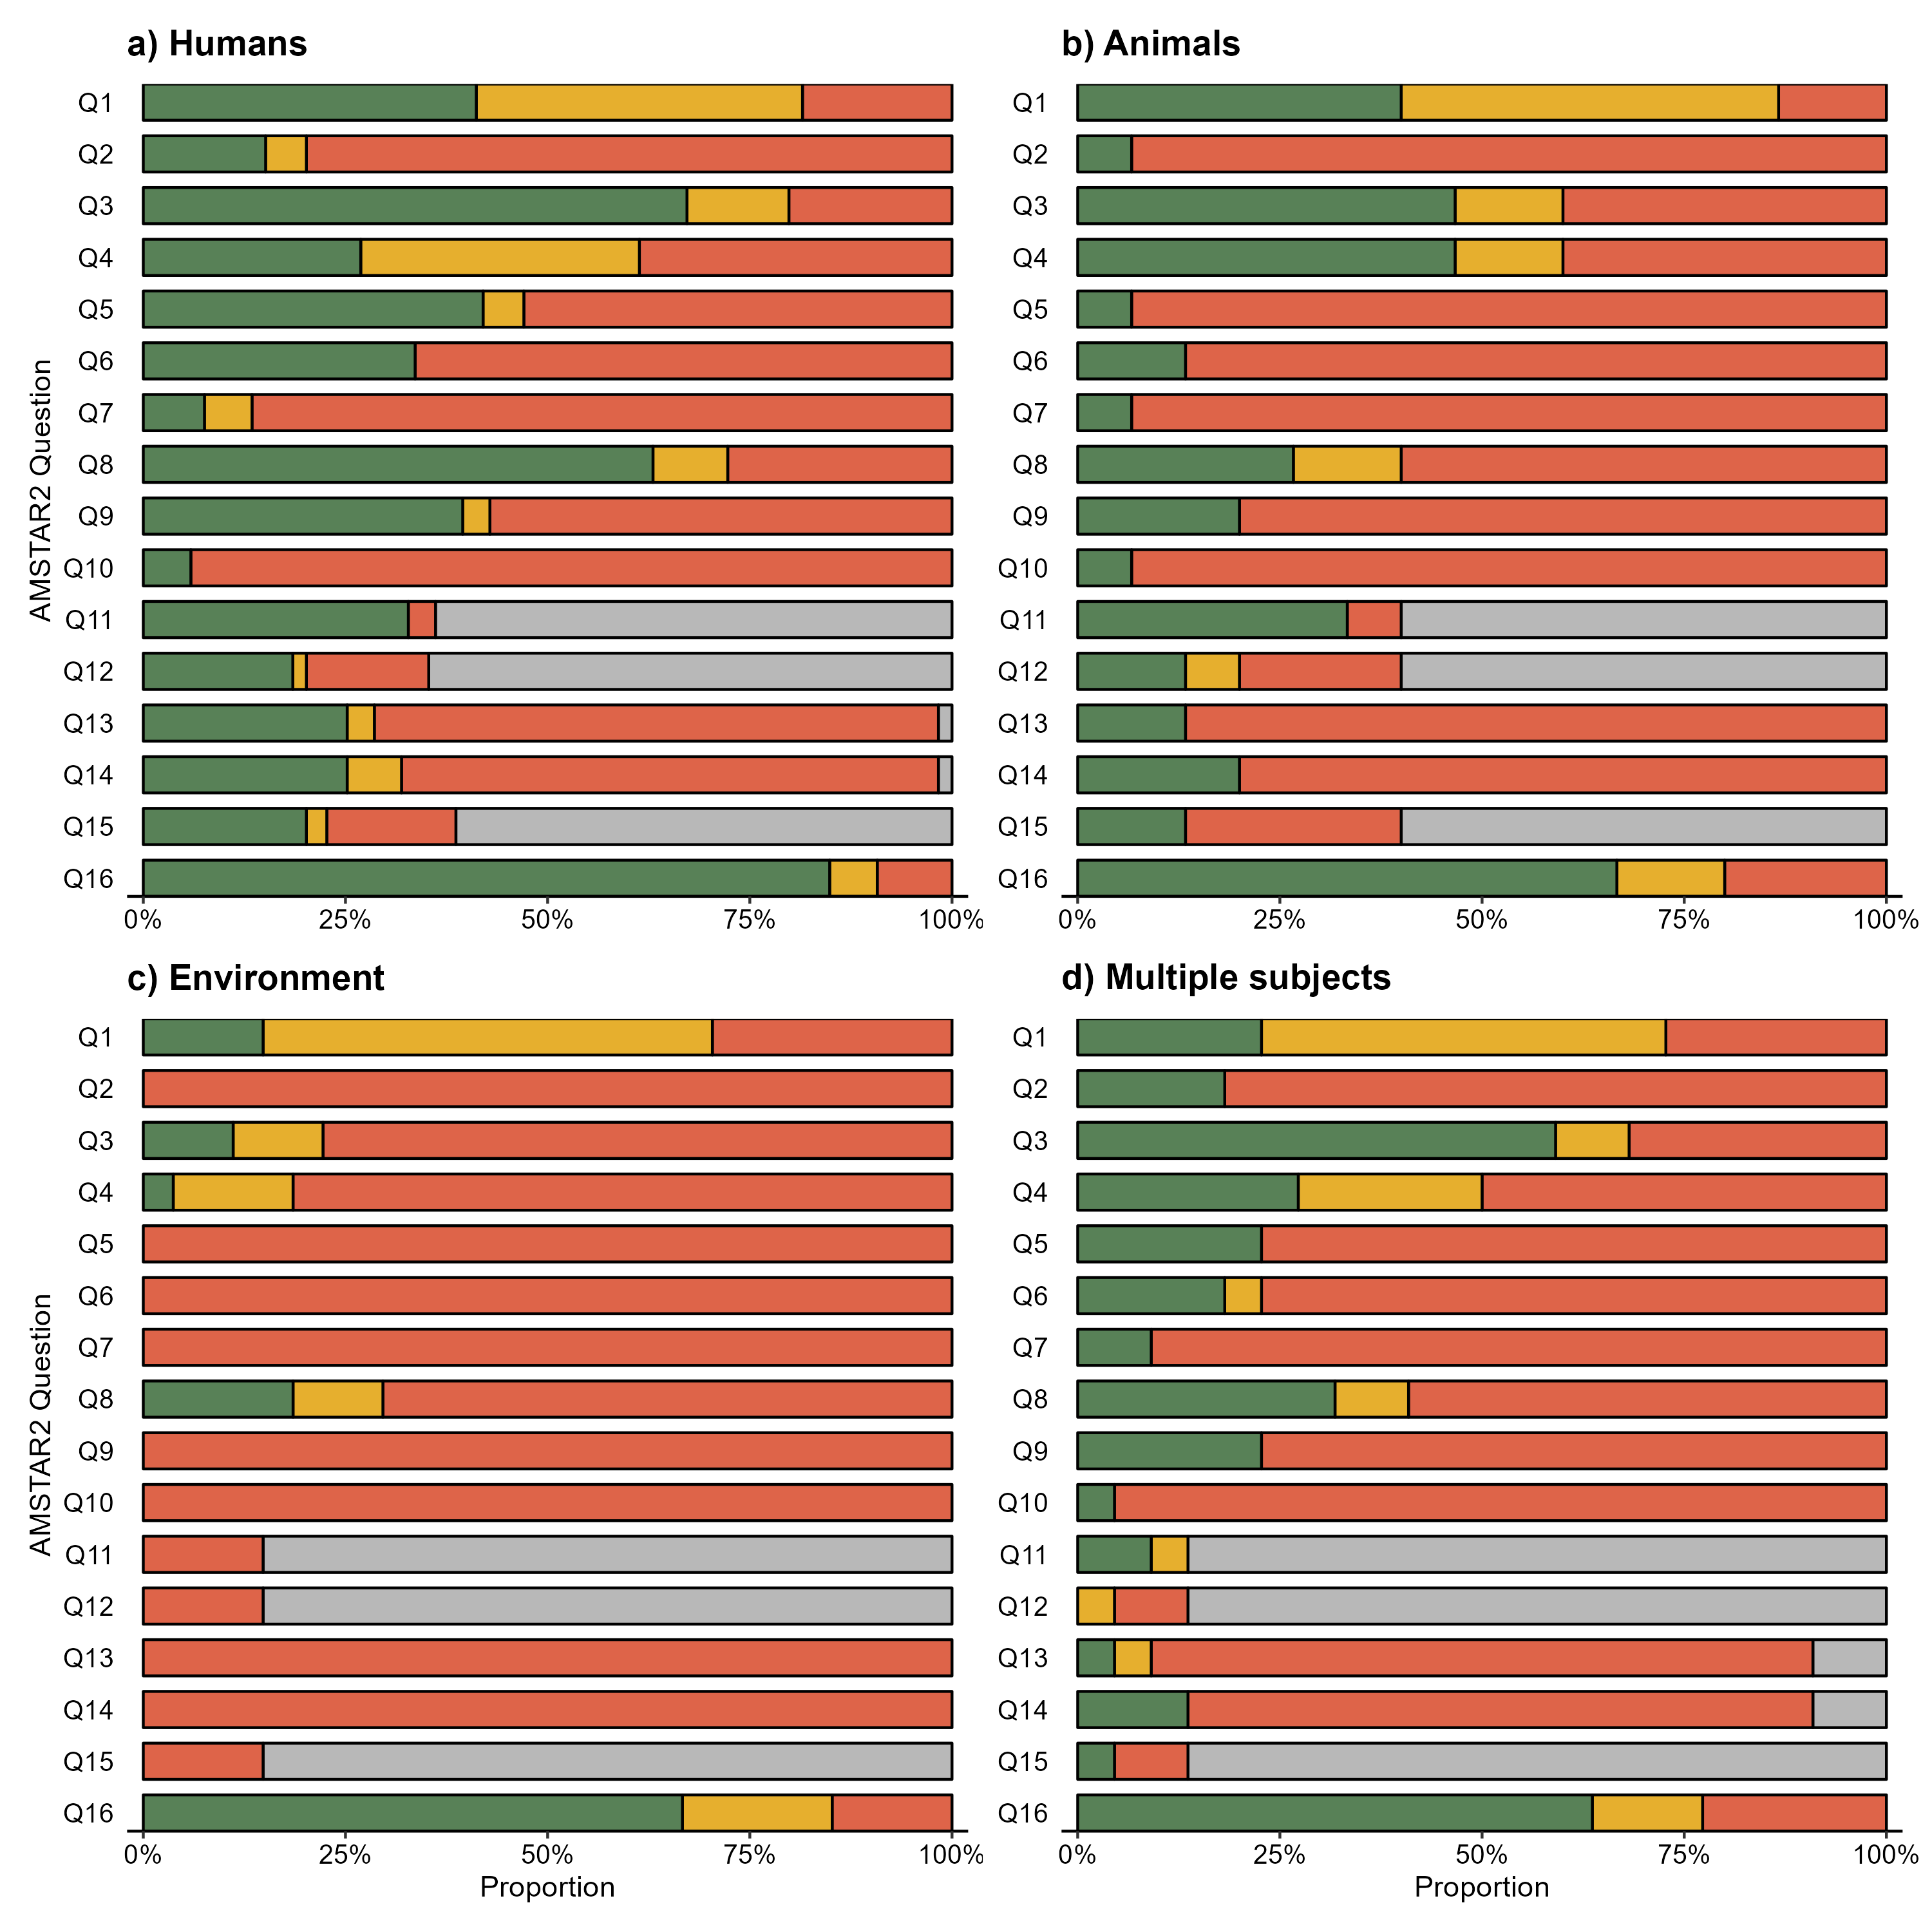 a) Humans
AMSTAR2 Question
Q1
Q2
Q3
Q4
Q5
Q6
Q7
Q8
Q9
Q10
Q11
Q12
Q13
Q14
Q15
Q16
0% 25% 50% 75% 100%
b) Animals
Q1
Q2
Q3
Q4
Q5
Q6
Q7
Q8
Q9
Q10
Q11
Q12
Q13
Q14
Q15
Q16
0% 25% 50% 75% 100%
c) Environment
AMSTAR2 Question
Q1
Q2
Q3
Q4
Q5
Q6
Q7
Q8
Q9
Q10
Q11
Q12
Q13
Q14
Q15
Q16
0% 25% 50% 75% 100%
Proportion
d) Multiple subjects
Q1
Q2
Q3
Q4
Q5
Q6
Q7
Q8
Q9
Q10
Q11
Q12
Q13
Q14
Q15
Q16
0% 25% 50% 75% 100%
Proportion